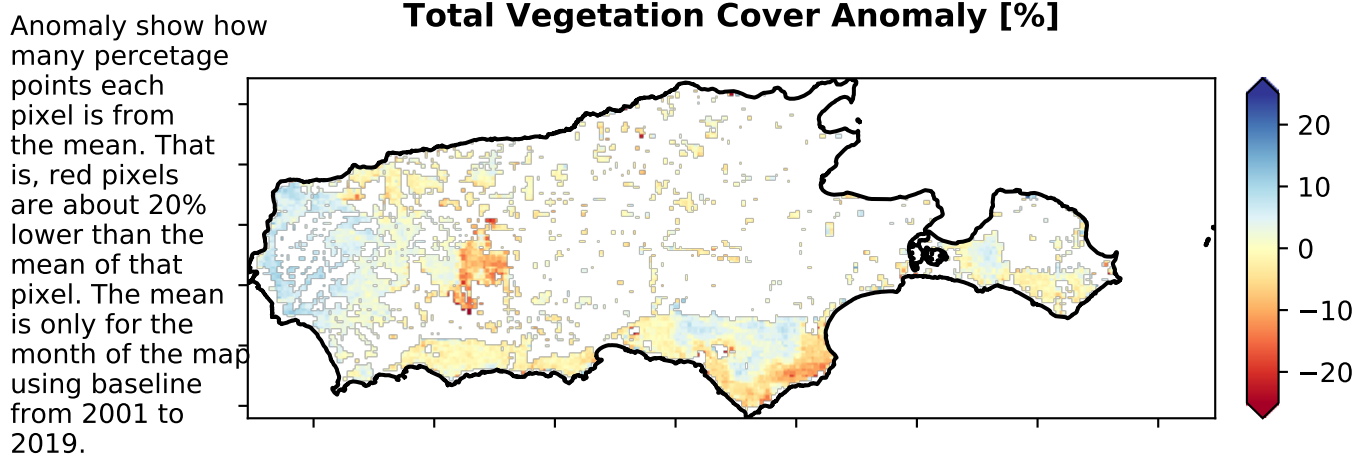 Total Vegetation Cover Anomaly [%]
Anomaly show how
many percetage
points each
pixel is from
the mean. That
is, red pixels
are about 20%
lower than the
mean of that
pixel. The mean
is only for the
month of the map
using baseline
from 2001 to
2019.
20
10
0
−10
−20